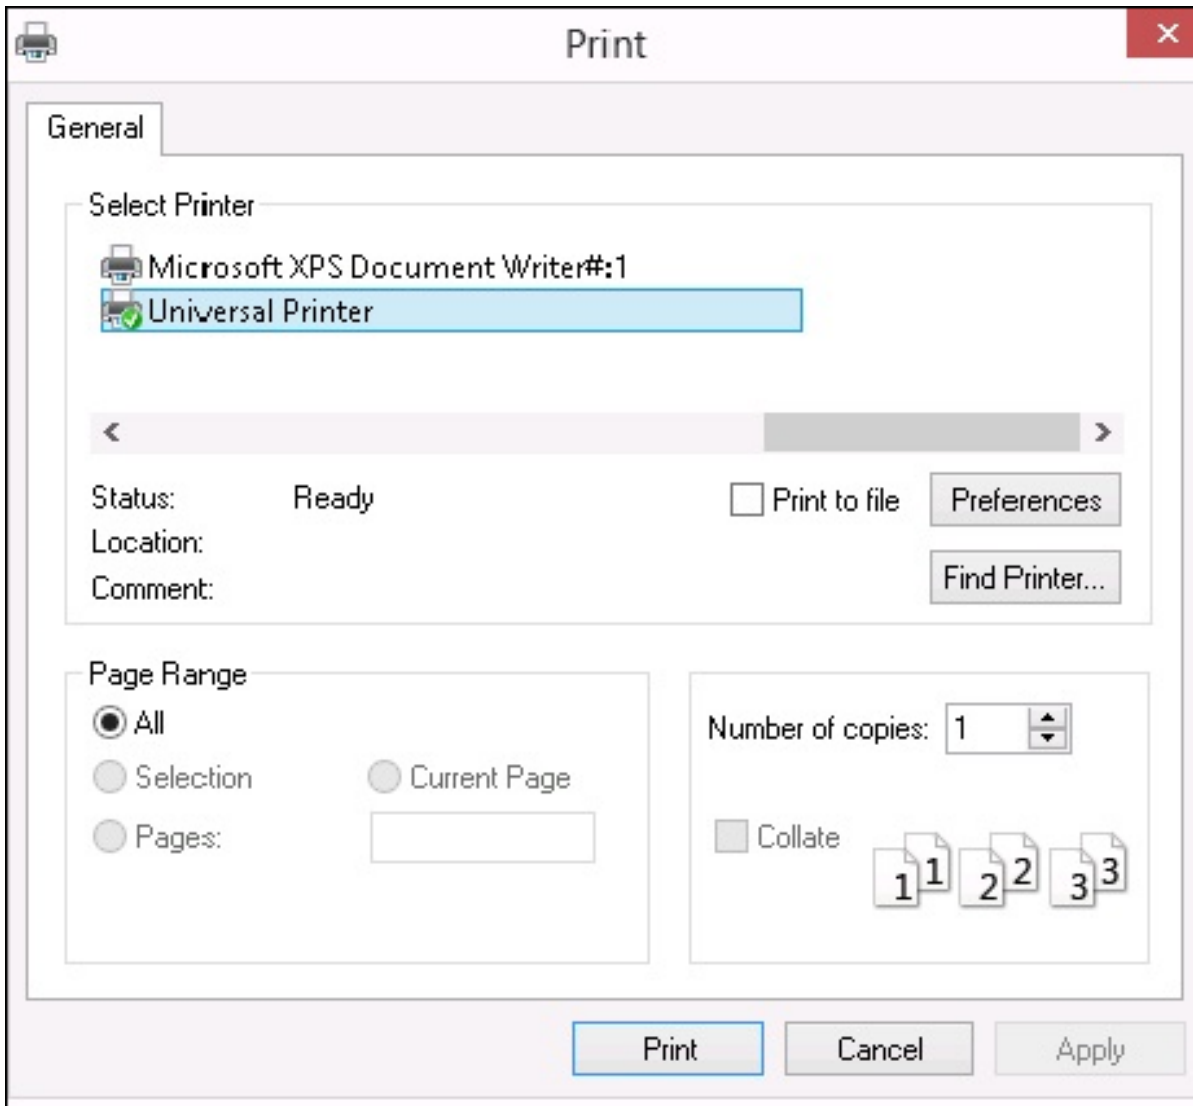 Print
General
Select Printer
Microsoft XPS Document Writer#:1
Universal Printer
Status: Ready
Print to file
Preferences
Location:
Comment:
Find Printer...
Page Range
All
Selection
Current Page
Pages:
Number of copies: 1
Collate
1 1 2 2 3 3
Print
Cancel
Apply